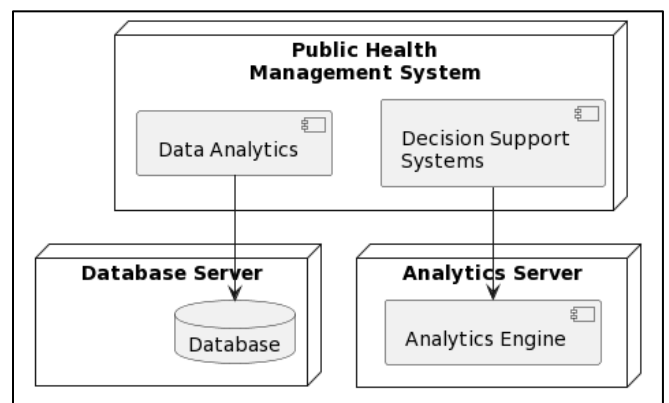 Public Health
Management System
Data Analytics
Decision Support
Systems
Database Server
Analytics Server
Database
Analytics Engine